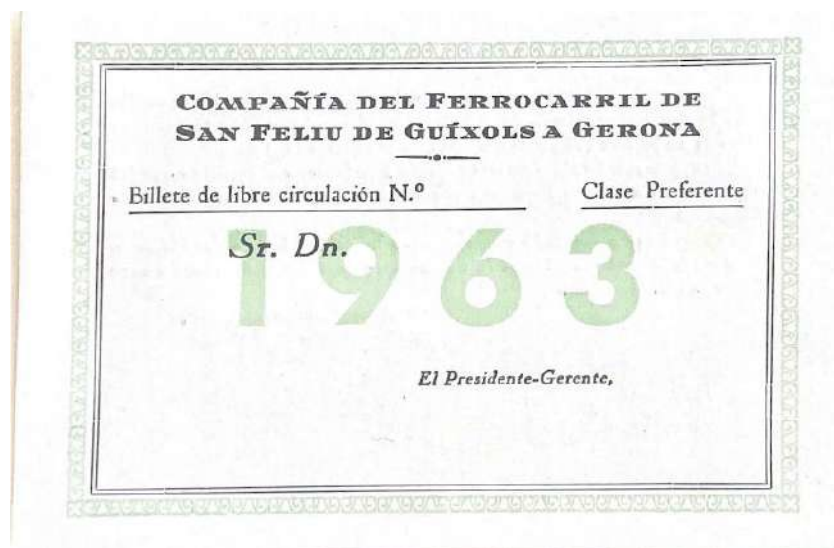 COMPAÑÍA DEL FERROCARRIL DE
SAN FELIU DE GUÍXOLS A GERONA
Billete de libre circulación N.º Clase Preferente
Sr. Dn.
1963
El Presidente-Gerente,